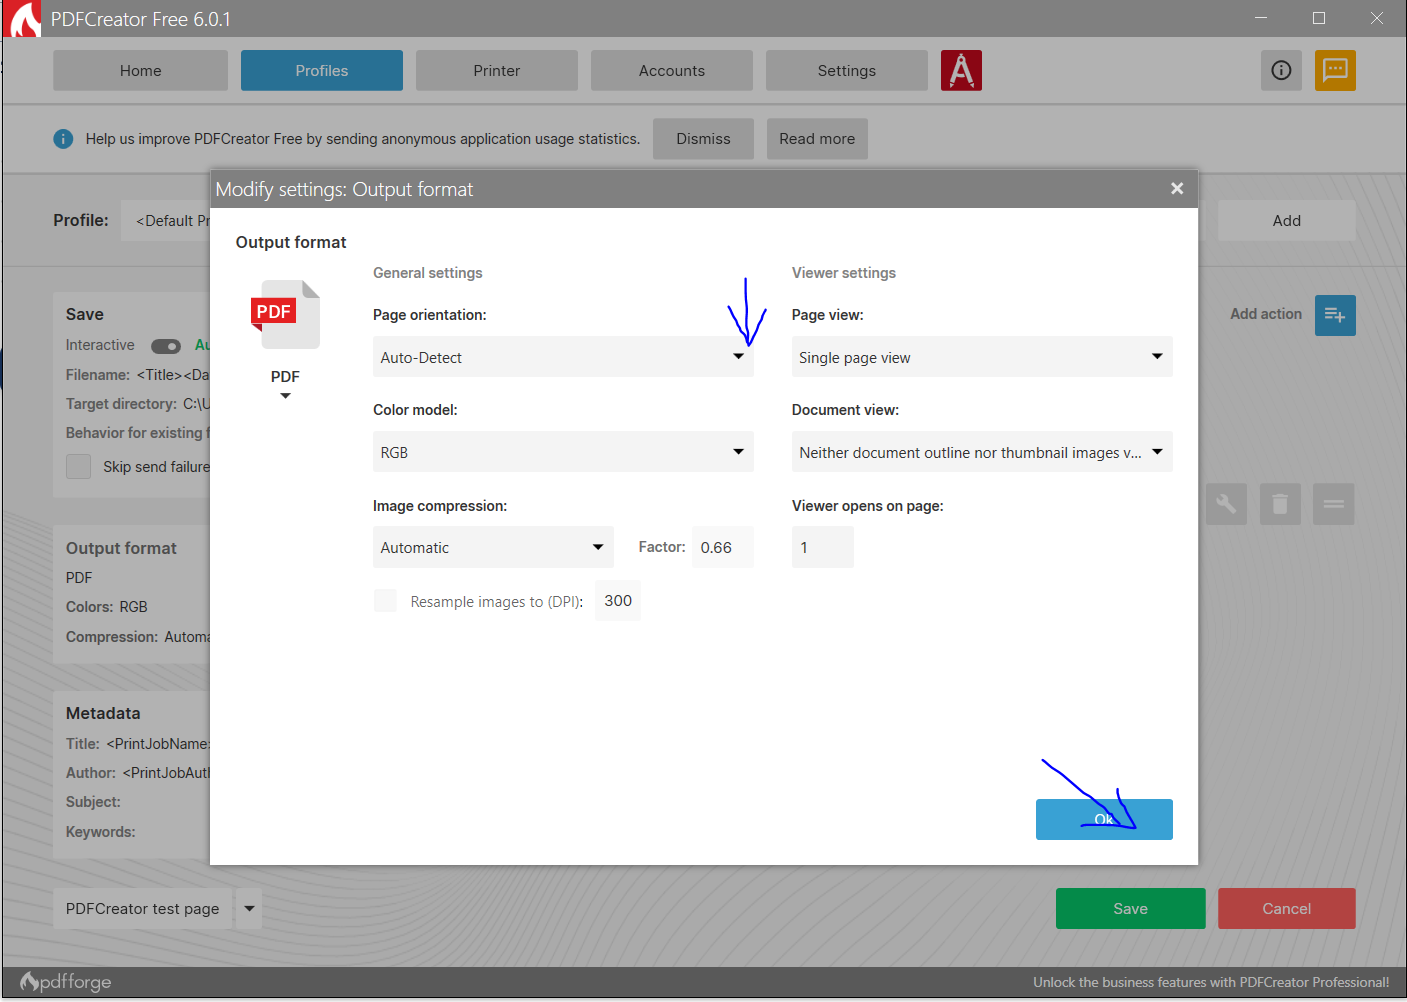 PDFCreator Free 6.0.1
Home Profiles Printer Accounts Settings
Help us improve PDFCreator Free by sending anonymous application usage statistics. Dismiss Read more
Modify settings: Output format
Profile: <Default Pr Add
Output format
General settings Viewer settings
PDF
Page orientation: Page view:
Auto-Detect Single page view
PDF
Color model: Document view:
RGB Neither document outline nor thumbnail images v...
Image compression: Viewer opens on page:
Automatic Factor: 0.66 1
Resample images to (DPI): 300
Ok
Save
Interactive Au
Filename: <Title><Da
Target directory: C:\U
Behavior for existing f
Skip send failure
Add action
Output format
PDF
Colors: RGB
Compression: Automa
Metadata
Title: <PrintJobName>
Author: <PrintJobAuth
Subject:
Keywords:
PDFCreator test page Save Cancel
pdfforge Unlock the business features with PDFCreator Professional!